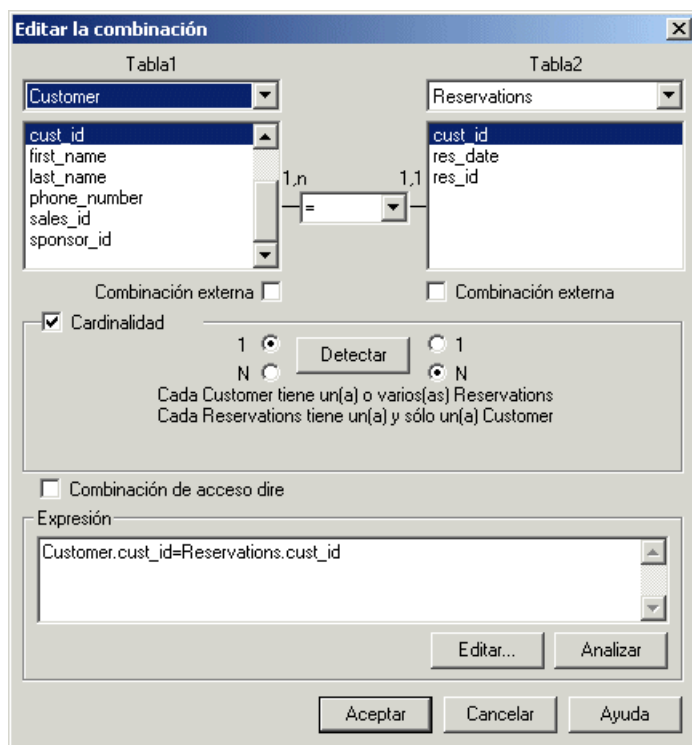 Editar la combinación
Tabla1 Tabla2
Customer Reservations
cust_id cust_id
first_name res_date
last_name res_id
phone_number
sales_id
sponsor_id
1,n 1,1
=
Combinación externa Combinación externa
Cardinalidad
1 Detectar 1
N N
Cada Customer tiene un(a) o varios(as) Reservations
Cada Reservations tiene un(a) y sólo un(a) Customer
Combinación de acceso dire
Expresión
Customer.cust_id=Reservations.cust_id
Editar... Analizar
Aceptar Cancelar Ayuda